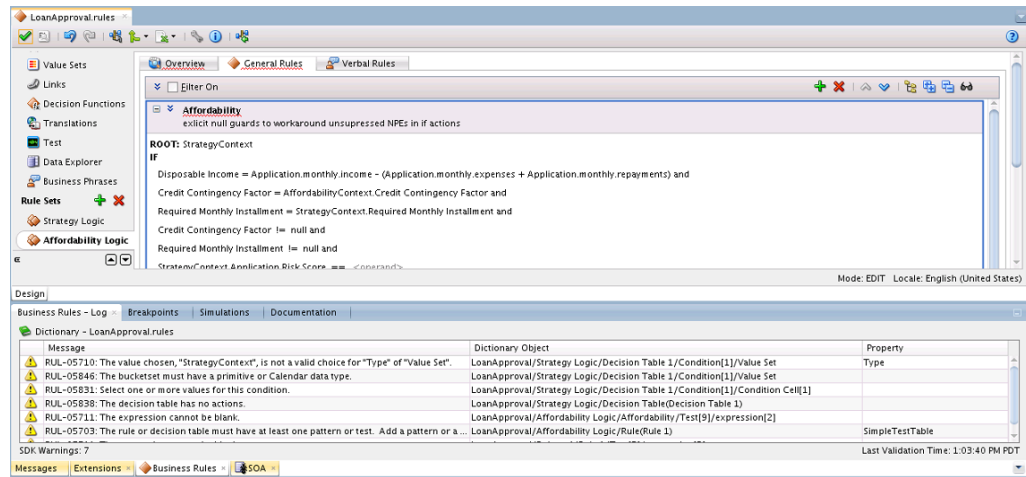 LoanApproval.rules
Value Sets
Links
Decision Functions
Translations
Test
Data Explorer
Business Phrases
Rule Sets
Strategy Logic
Affordability Logic
Overview General Rules Verbal Rules
Filter On
Affordability
exlicit null guards to workaround unsupressed NPEs in if actions
ROOT: StrategyContext
IF
Disposable Income = Application.monthly.income - (Application.monthly.expenses + Application.monthly.repayments) and
Credit Contingency Factor = AffordabilityContext.Credit Contingency Factor and
Required Monthly Installment = StrategyContext.Required Monthly Installment and
Credit Contingency Factor != null and
Required Monthly Installment != null and
StrategyContext.Application Risk Score == <operand>
Mode: EDIT Locale: English (United States)
Design
Business Rules - Log Breakpoints Simulations Documentation
Dictionary - LoanApproval.rules
Message Dictionary Object Property
RUL-05710: The value chosen, "StrategyContext", is not a valid choice for "Type" of "Value Set". LoanApproval/Strategy Logic/Decision Table 1/Condition[1]/Value Set Type
RUL-05846: The bucketset must have a primitive or Calendar data type. LoanApproval/Strategy Logic/Decision Table 1/Condition[1]/Value Set
RUL-05831: Select one or more values for this condition. LoanApproval/Strategy Logic/Decision Table 1/Condition[1]/Condition Cell[1]
RUL-05838: The decision table has no actions. LoanApproval/Strategy Logic/Decision Table(Decision Table 1)
RUL-05711: The expression cannot be blank. LoanApproval/Affordability Logic/Affordability/Test[9]/expression[2]
RUL-05703: The rule or decision table must have at least one pattern or test. Add a pattern or a ... LoanApproval/Affordability Logic/Rule(Rule 1) SimpleTestTable
SDK Warnings: 7 Last Validation Time: 1:03:40 PM PDT
Messages Extensions Business Rules SOA